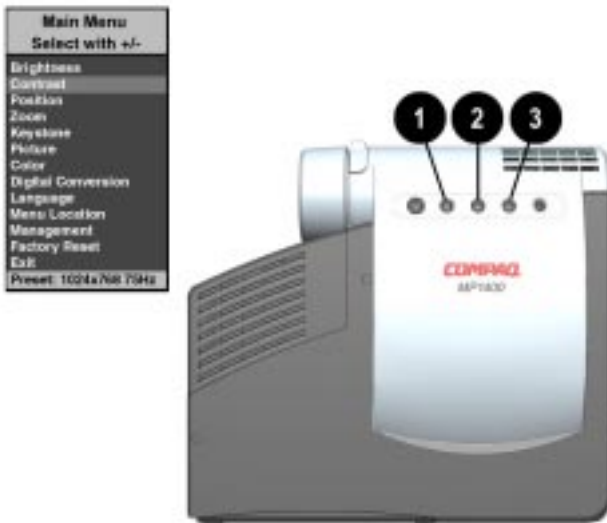 Main Menu
Select with +/-
Brightness
Contrast
Position
Zoom
Keystone
Picture
Color
Digital Conversion
Language
Menu Location
Management
Factory Reset
Exit
Preset: 1024x768 75Hz
1 2 3
COMPAQ
MP1600